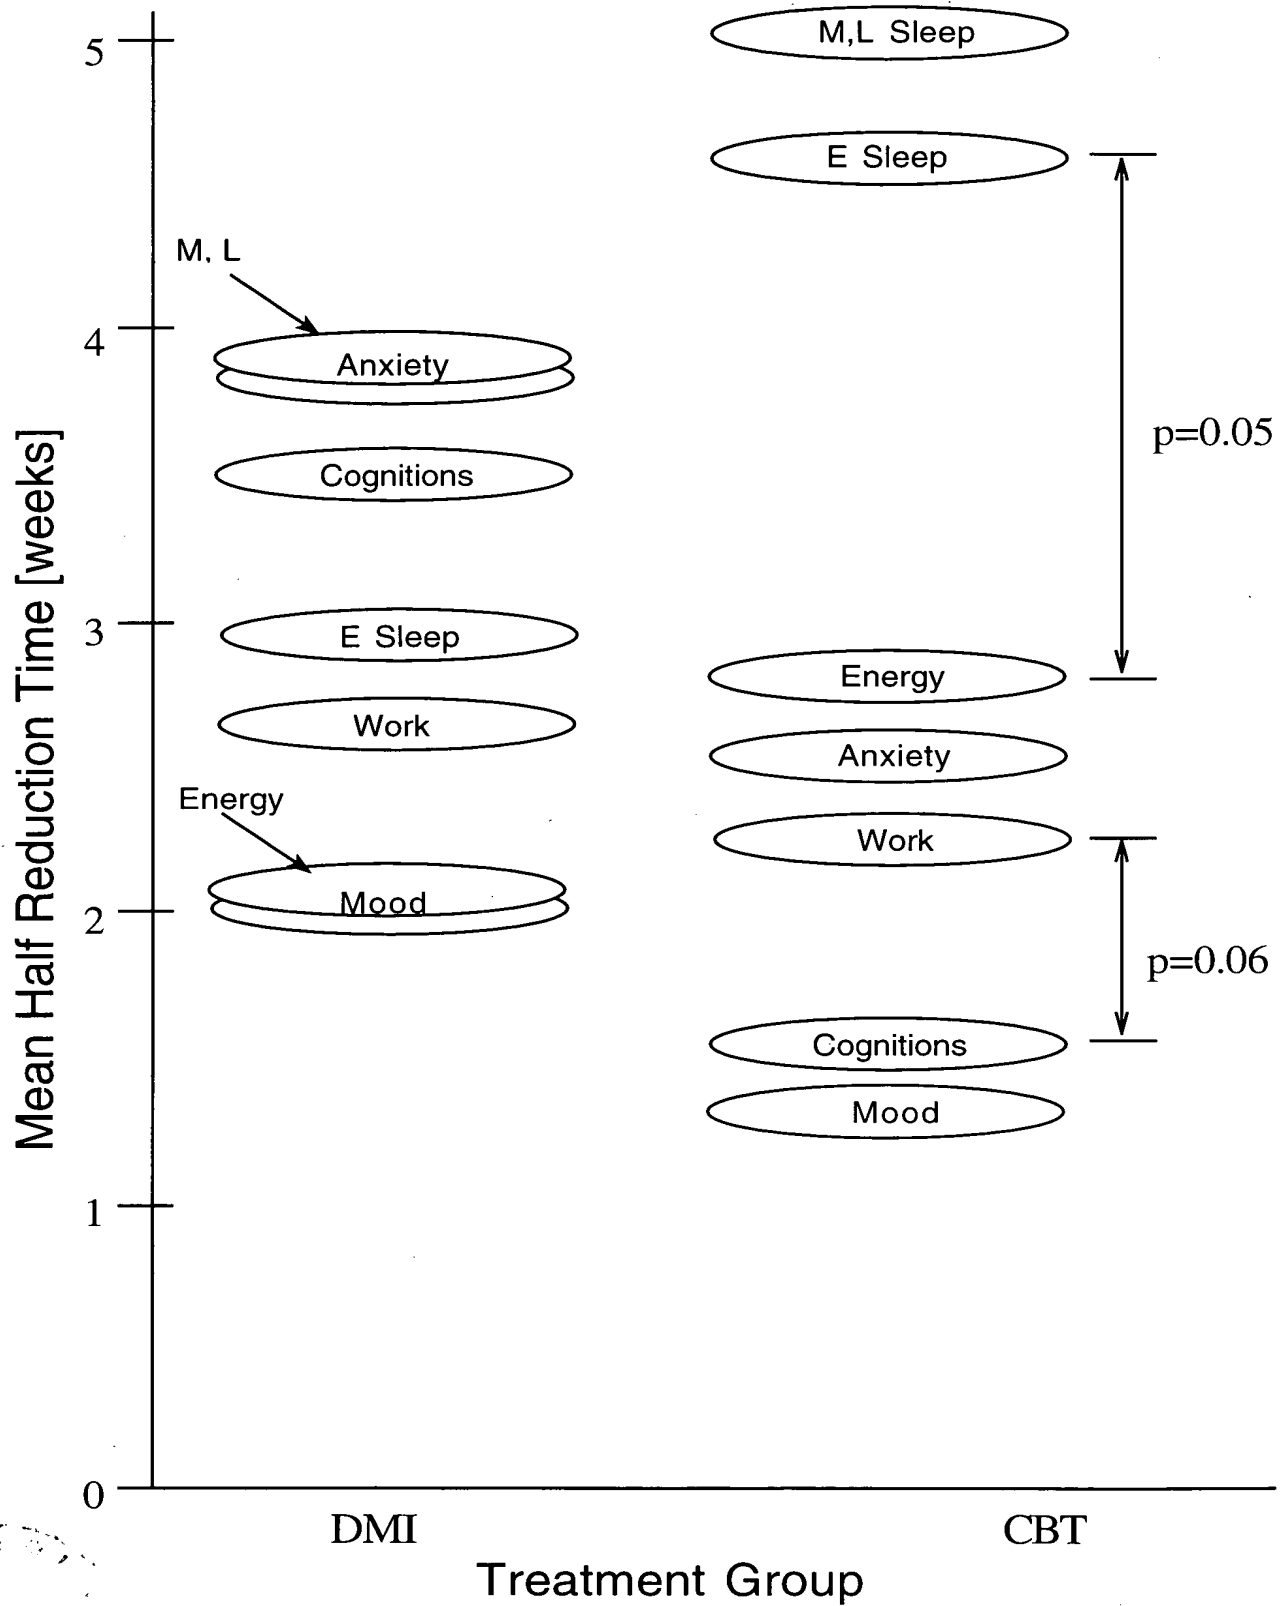 5
M,L Sleep
E Sleep
M, L
4
Anxiety
p=0.05
Cognitions
3
E Sleep
Energy
Work
Anxiety
Energy
Work
Mood
2
p=0.06
Cognitions
Mood
1
0
DMI
CBT
Treatment Group
Mean Half Reduction Time [weeks]